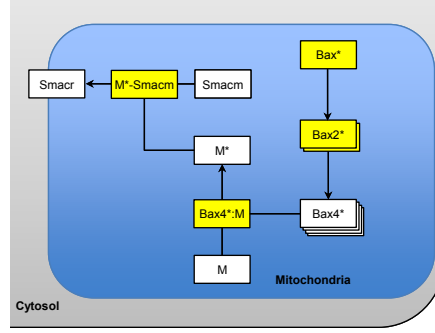 Bax*
Smacr
M*-Smacm
Smacm
Bax2*
M*
Bax4*:M
Bax4*
M
Mitochondria
Cytosol